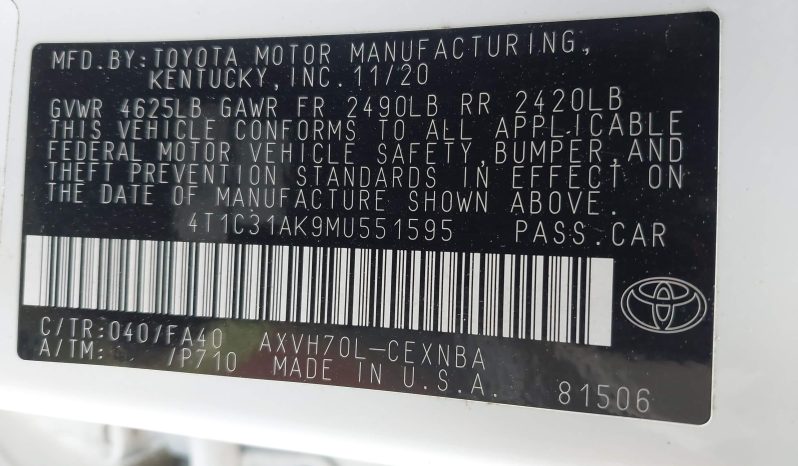 MFD.BY:TOYOTA MOTOR MANUFACTURING,
KENTUCKY,INC.11/20
GVWR 4625LB GAWR FR 2490LB RR 2420LB
THIS VEHICLE CONFORMS TO ALL APPLICABLE
FEDERAL MOTOR VEHICLE SAFETY,BUMPER,AND
THEFT PREVENTION STANDARDS IN EFFECT ON
THE DATE OF MANUFACTURE SHOWN ABOVE.
4T1C31AK9MU551595 PASS.CAR
C/TR:040/FA40 AXVH70L-CEXNBA
A/TM: /P710 MADE IN U.S.A. 81506